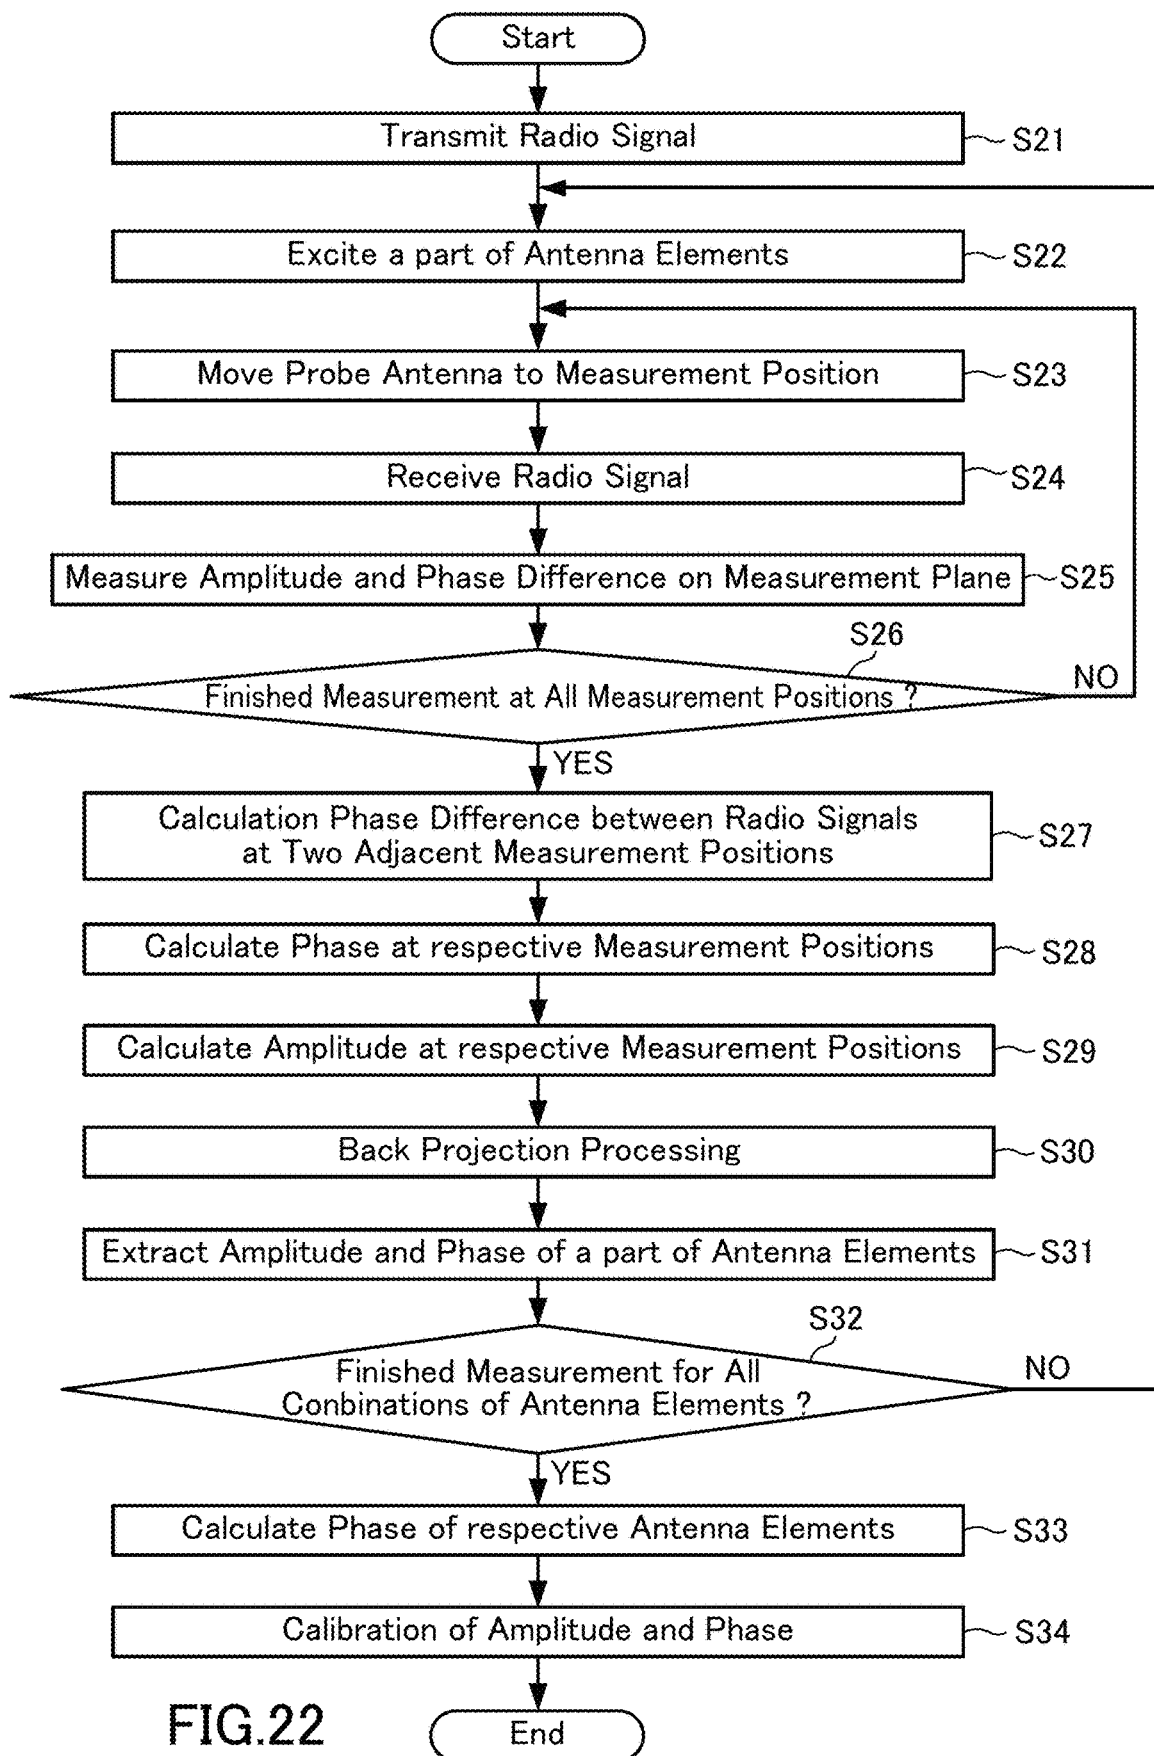 Start
Transmit Radio Signal
S21
Excite a part of Antenna Elements
S22
Move Probe Antenna to Measurement Position
S23
Receive Radio Signal
S24
Measure Amplitude and Phase Difference on Measurement Plane
S25
S26
Finished Measurement at All Measurement Positions ?
NO
YES
Calculation Phase Difference between Radio Signals
at Two Adjacent Measurement Positions
S27
Calculate Phase at respective Measurement Positions
S28
Calculate Amplitude at respective Measurement Positions
S29
Back Projection Processing
S30
Extract Amplitude and Phase of a part of Antenna Elements
S31
S32
Finished Measurement for All
Conbinations of Antenna Elements ?
NO
YES
Calculate Phase of respective Antenna Elements
S33
Calibration of Amplitude and Phase
S34
End
FIG.22